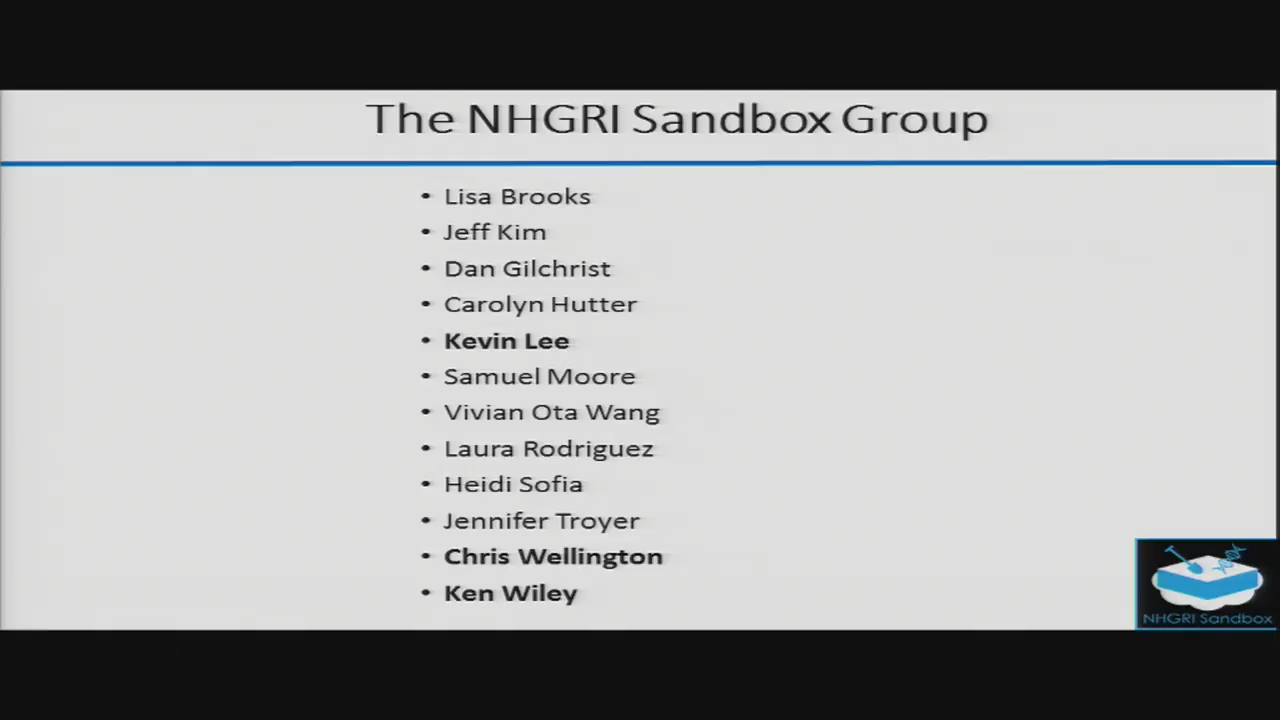 The NHGRI Sandbox Group
• Lisa Brooks
• Jeff Kim
• Dan Gilchrist
• Carolyn Hutter
• Kevin Lee
• Samuel Moore
• Vivian Ota Wang
• Laura Rodriguez
• Heidi Sofia
• Jennifer Troyer
• Chris Wellington
• Ken Wiley
NHGRI Sandbox